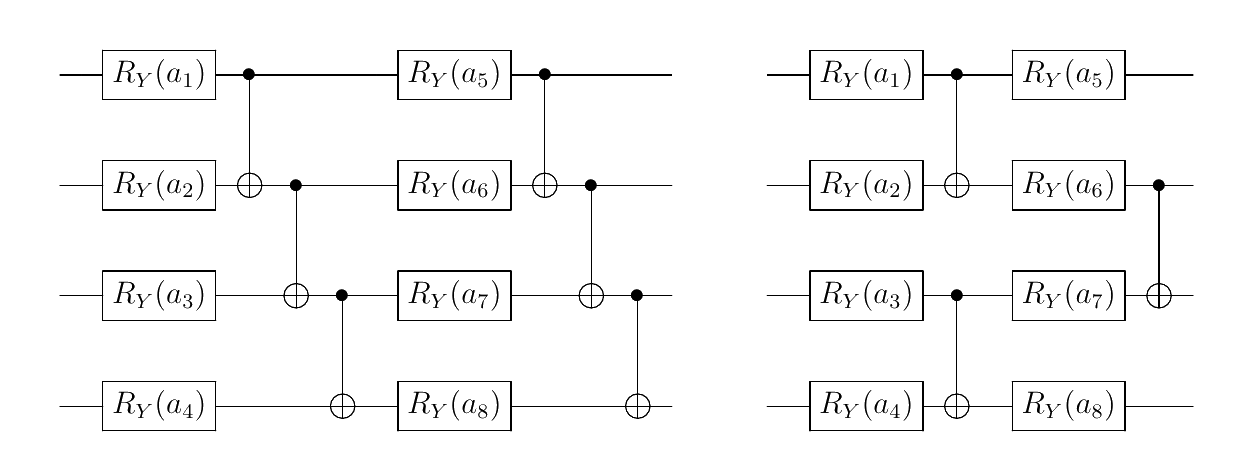 R_Y(a_1) R_Y(a_5) R_Y(a_1) R_Y(a_5)
R_Y(a_2) R_Y(a_6) R_Y(a_2) R_Y(a_6)
R_Y(a_3) R_Y(a_7) R_Y(a_3) R_Y(a_7)
R_Y(a_4) R_Y(a_8) R_Y(a_4) R_Y(a_8)